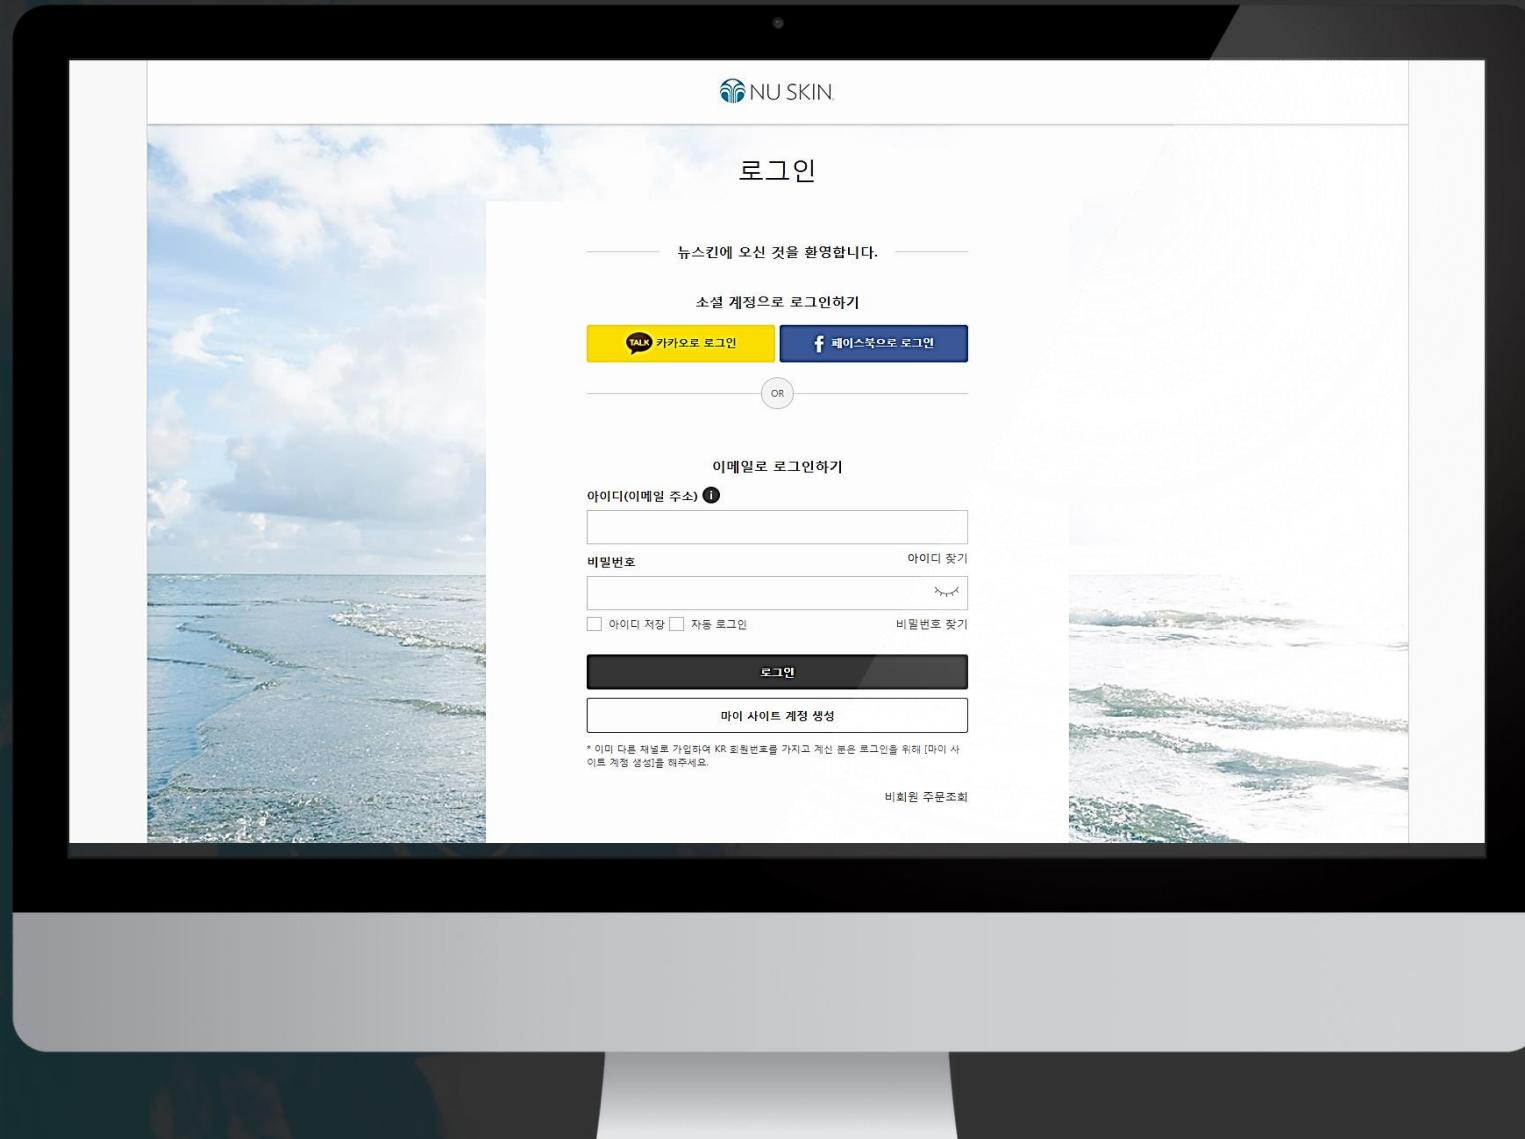 NU SKIN
로그인
뉴스킨에 오신 것을 환영합니다.
소셜 계정으로 로그인하기
TALK 카카오로 로그인
f 페이스북으로 로그인
OR
이메일로 로그인하기
아이디(이메일 주소) i
비밀번호 아이디 찾기
아이디 저장 자동 로그인 비밀번호 찾기
로그인
마이 사이트 계정 생성
* 이미 다른 채널로 가입하여 KR 회원번호를 가지고 계신 분은 로그인을 위해 [마이 사
이트 계정 생성]을 해주세요.
비회원 주문조회